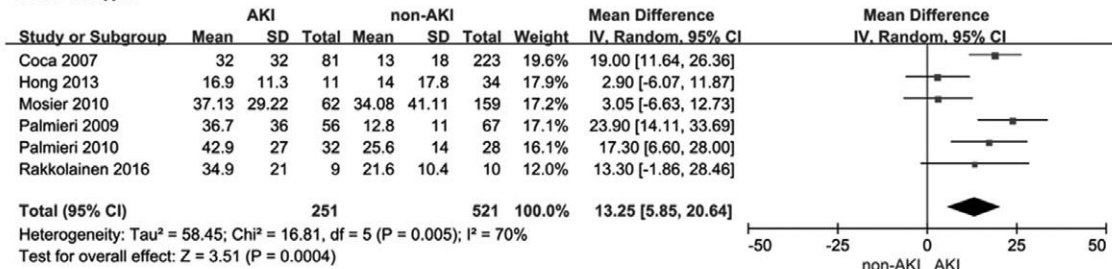 AKI non-AKI Mean Difference Mean Difference
Study or Subgroup Mean SD Total Mean SD Total Weight IV, Random, 95% CI IV, Random, 95% CI
Coca 2007 32 32 81 13 18 223 19.6% 19.00 [11.64, 26.36]
Hong 2013 16.9 11.3 11 14 17.8 34 17.9% 2.90 [-6.07, 11.87]
Mosier 2010 37.13 29.22 62 34.08 41.11 159 17.2% 3.05 [-6.63, 12.73]
Palmieri 2009 36.7 36 56 12.8 11 67 17.1% 23.90 [14.11, 33.69]
Palmieri 2010 42.9 27 32 25.6 14 28 16.1% 17.30 [6.60, 28.00]
Rakkolainen 2016 34.9 21 9 21.6 10.4 10 12.0% 13.30 [-1.86, 28.46]
Total (95% CI) 251 521 100.0% 13.25 [5.85, 20.64]
Heterogeneity: Tau² = 58.45; Chi² = 16.81, df = 5 (P = 0.005); I² = 70%
Test for overall effect: Z = 3.51 (P = 0.0004)
-50 -25 0 25 50
non-AKI AKI